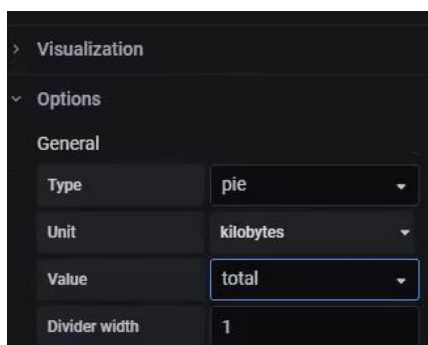 Visualization
Options
General
Type pie
Unit kilobytes
Value total
Divider width 1